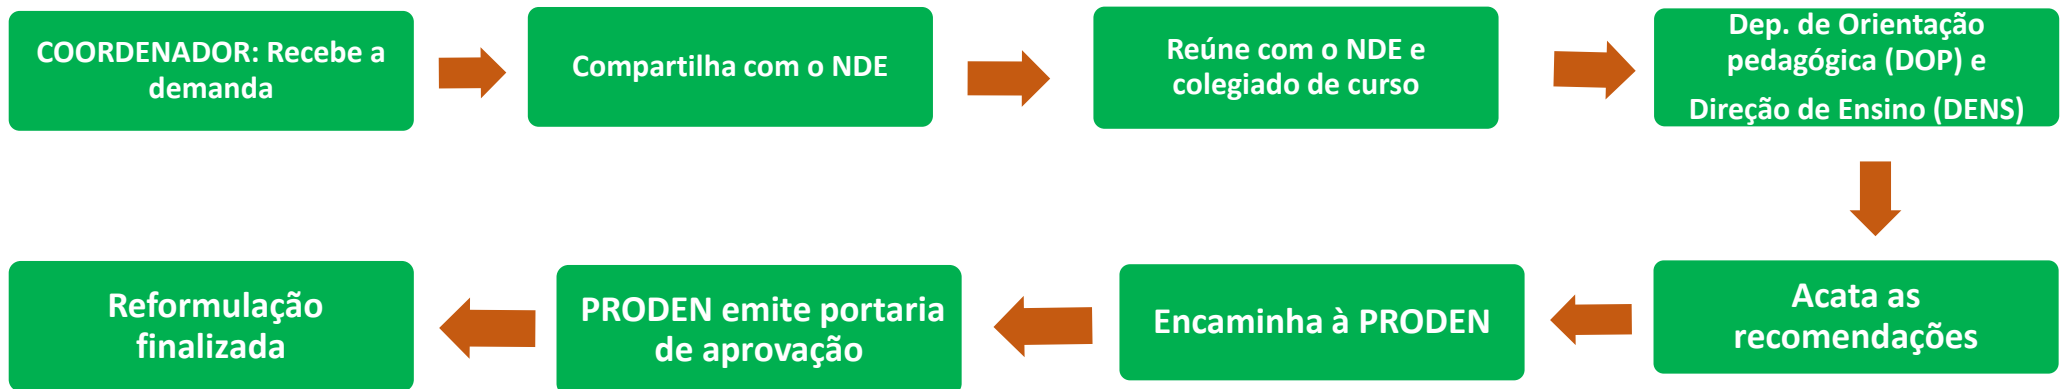 COORDENADOR: Recebe a
demanda
Compartilha com o NDE
Reúne com o NDE e
colegiado de curso
Dep. de Orientação
pedagógica (DOP) e
Direção de Ensino (DENS)
Acata as
recomendações
Encaminha à PRODEN
PRODEN emite portaria
de aprovação
Reformulação
finalizada